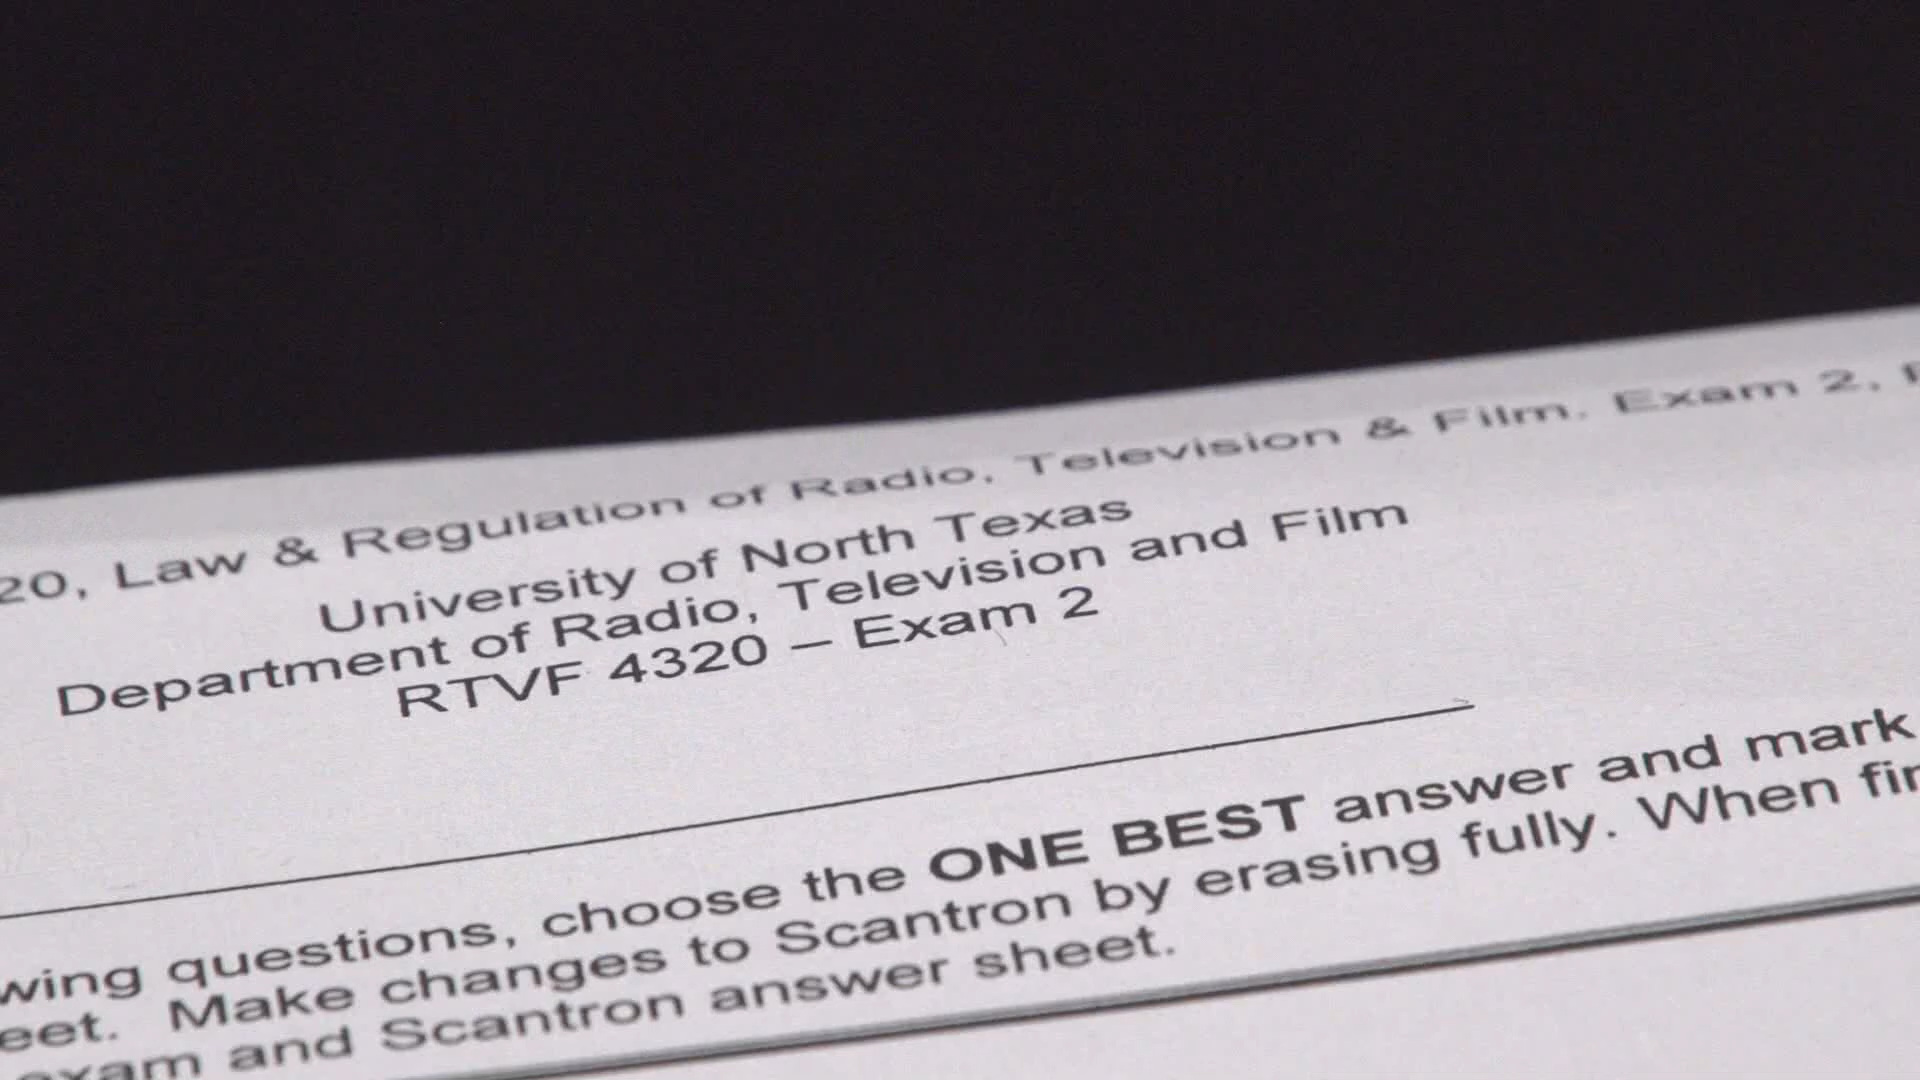 20, Law & Regulation of Radio, Television & Film. Exam 2,
University of North Texas
Department of Radio, Television and Film
RTVF 4320 – Exam 2
wing questions, choose the ONE BEST answer and mark
eet. Make changes to Scantron by erasing fully. When fin
exam and Scantron answer sheet.